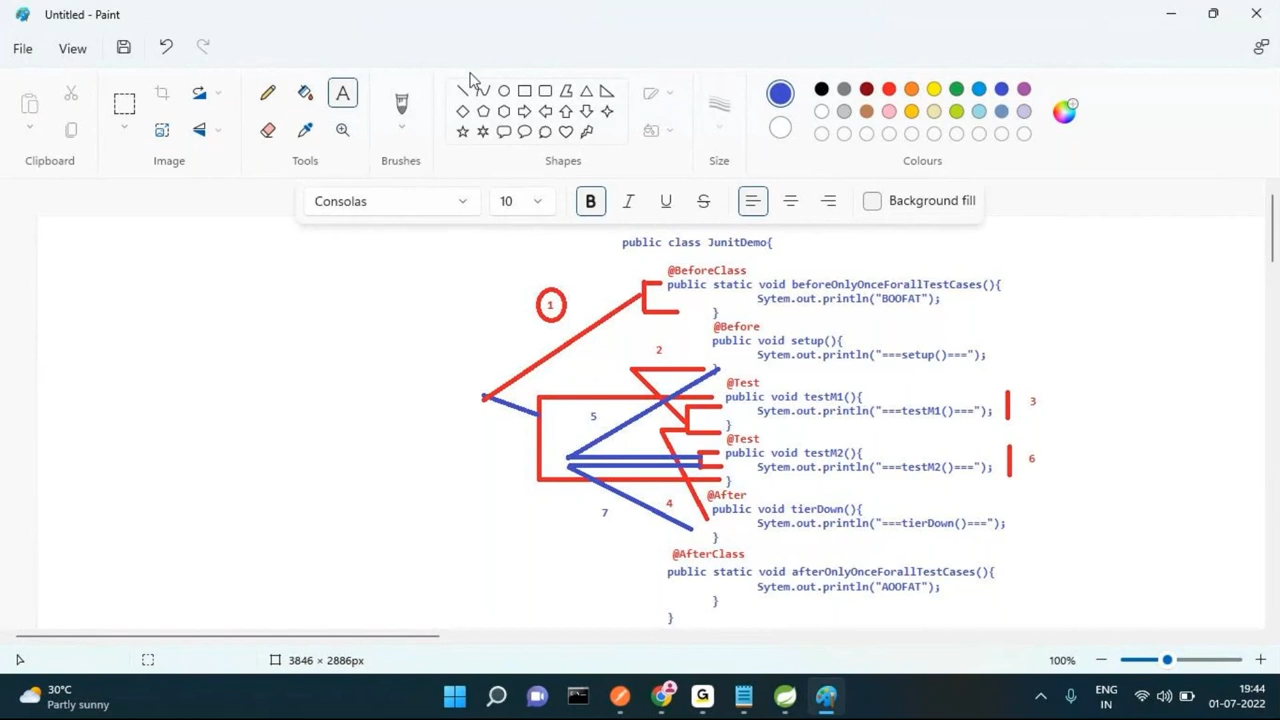 Untitled - Paint
File View
Clipboard Image Tools Brushes Shapes Size Colours
A
Consolas 10 B I U S Background fill
public class JunitDemo{
@BeforeClass
public static void beforeOnlyOnceForallTestCases(){
1
Sytem.out.println("BOOFAT");
}
@Before
public void setup(){
2
Sytem.out.println("===setup()===");
}
@Test
public void testM1(){
3
Sytem.out.println("===testM1()===");
5
}
@Test
public void testM2(){
6
Sytem.out.println("===testM2()===");
}
@After
4
public void tierDown(){
7
Sytem.out.println("===tierDown()===");
}
@AfterClass
public static void afterOnlyOnceForallTestCases(){
Sytem.out.println("AOOFAT");
}
}
3846 × 2886px 100%
30°C
Partly sunny
G
ENG
IN
19:44
01-07-2022